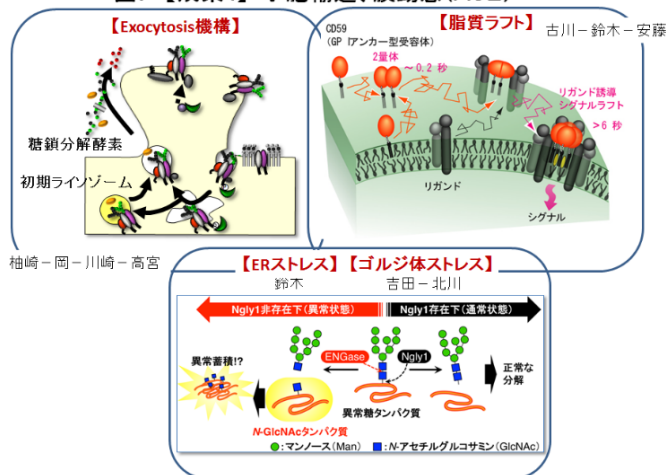 【Exocytosis機構】
糖鎖分解酵素
初期ライソゾーム
柚崎－岡－川崎－高宮
【脂質ラフト】
古川－鈴木－安藤
CD59
(GPIアンカー型受容体)
2量体
～0.2 秒
リガンド誘導
シグナルラフト
>6 秒
リガンド
シグナル
【ERストレス】【ゴルジ体ストレス】
鈴木
吉田－北川
Ngly1非存在下(異常状態)
Ngly1存在下(通常状態)
ENGase
Ngly1
異常蓄積!?
正常な
分解
異常糖タンパク質
N-GlcNAcタンパク質
:マンノース(Man)
:N-アセチルグルコサミン(GlcNAc)